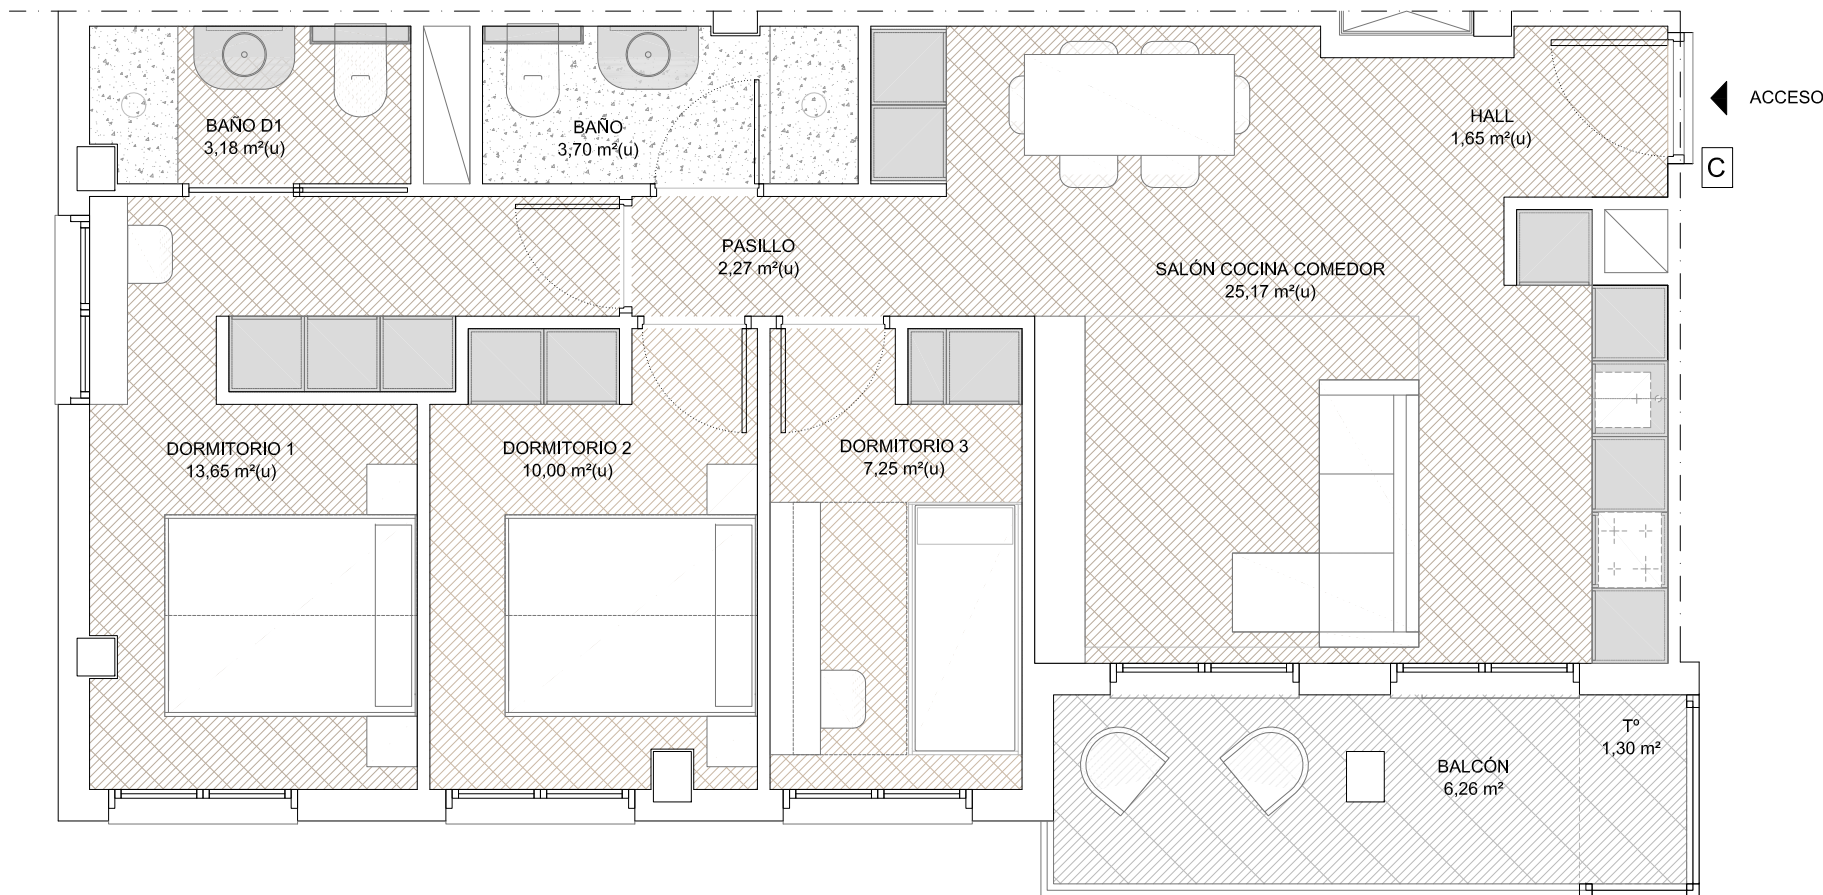 BAÑO D1
3,18 m²(u)
BAÑO
3,70 m²(u)
HALL
1,65 m²(u)
ACCESO
C
PASILLO
2,27 m²(u)
SALÓN COCINA COMEDOR
25,17 m²(u)
DORMITORIO 1
13,65 m²(u)
DORMITORIO 2
10,00 m²(u)
DORMITORIO 3
7,25 m²(u)
Tº
1,30 m²
BALCÓN
6,26 m²